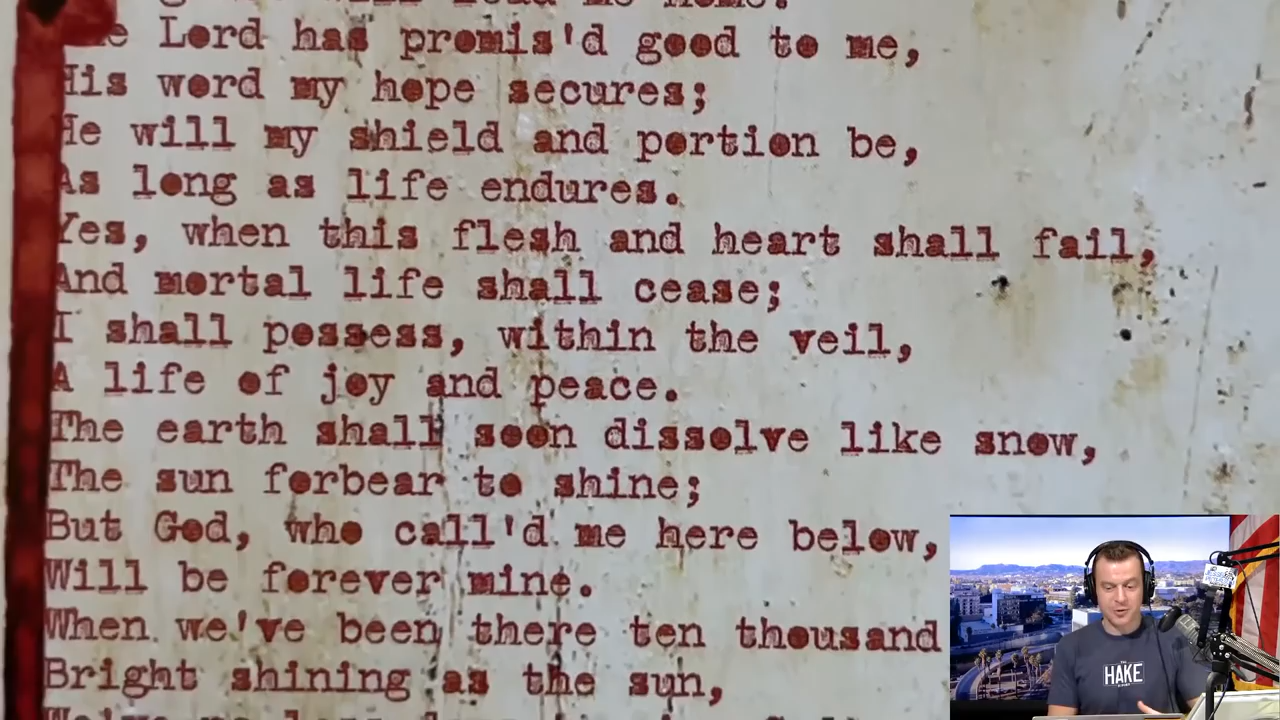 me home.
Lord has promis'd good to me,
His word my hope secures;
He will my shield and portion be,
As long as life endures.
Yes, when this flesh and heart shall fail,
And mortal life shall cease;
I shall possess, within the veil,
A life of joy and peace.
The earth shall soon dissolve like snow,
The sun forbear to shine;
But God, who call'd me here below,
Will be forever mine.
When we've been there ten thousand
Bright shining as the sun,
HAKE